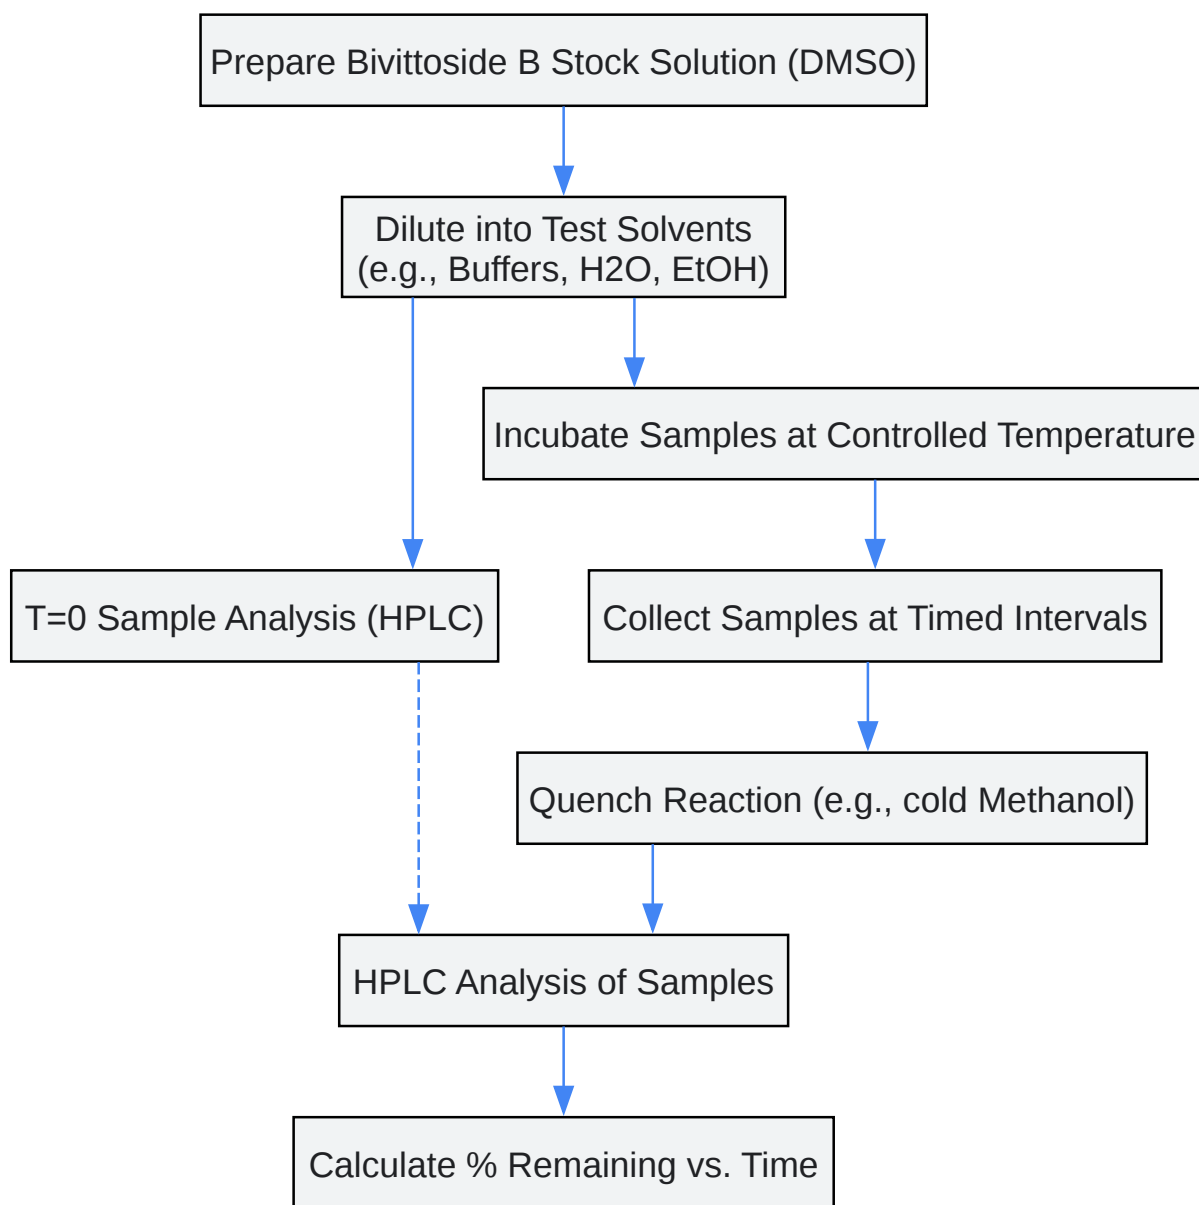 Prepare Bivittoside B Stock Solution (DMSO)
Dilute into Test Solvents
(e.g., Buffers, H2O, EtOH)
Incubate Samples at Controlled Temperature
T=0 Sample Analysis (HPLC)
Collect Samples at Timed Intervals
Quench Reaction (e.g., cold Methanol)
HPLC Analysis of Samples
Calculate % Remaining vs. Time